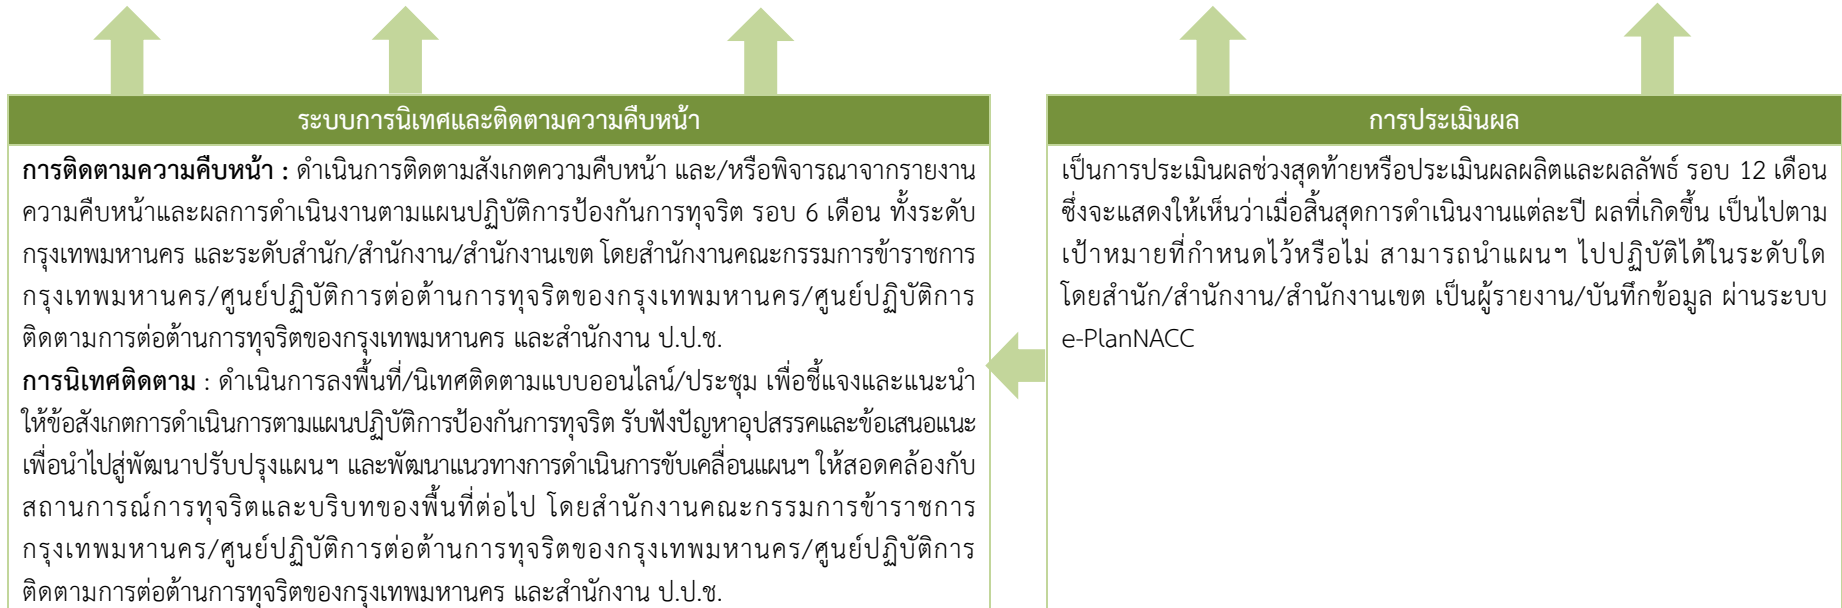 ระบบการนิเทศและติดตามความคืบหน้า
การติดตามความคืบหน้า : ดำเนินการติดตามสังเกตความคืบหน้า และ/หรือพิจารณาจากรายงาน
ความคืบหน้าและผลการดำเนินงานตามแผนปฏิบัติการป้องกันการทุจริต รอบ 6 เดือน ทั้งระดับ
กรุงเทพมหานคร และระดับสำนัก/สำนักงาน/สำนักงานเขต โดยสำนักงานคณะกรรมการข้าราชการ
กรุงเทพมหานคร/ศูนย์ปฏิบัติการต่อต้านการทุจริตของกรุงเทพมหานคร/ศูนย์ปฏิบัติการ
ติดตามการต่อต้านการทุจริตของกรุงเทพมหานคร และสำนักงาน ป.ป.ช.
การนิเทศติดตาม : ดำเนินการลงพื้นที่/นิเทศติดตามแบบออนไลน์/ประชุม เพื่อชี้แจงและแนะนำ
ให้ข้อสังเกตการดำเนินการตามแผนปฏิบัติการป้องกันการทุจริต รับฟังปัญหาอุปสรรคและข้อเสนอแนะ
เพื่อนำไปสู่พัฒนาปรับปรุงแผนฯ และพัฒนาแนวทางการดำเนินการขับเคลื่อนแผนฯ ให้สอดคล้องกับ
สถานการณ์การทุจริตและบริบทของพื้นที่ต่อไป โดยสำนักงานคณะกรรมการข้าราชการ
กรุงเทพมหานคร/ศูนย์ปฏิบัติการต่อต้านการทุจริตของกรุงเทพมหานคร/ศูนย์ปฏิบัติการ
ติดตามการต่อต้านการทุจริตของกรุงเทพมหานคร และสำนักงาน ป.ป.ช.
การประเมินผล
เป็นการประเมินผลช่วงสุดท้ายหรือประเมินผลผลิตและผลลัพธ์ รอบ 12 เดือน
ซึ่งจะแสดงให้เห็นว่าเมื่อสิ้นสุดการดำเนินงานแต่ละปี ผลที่เกิดขึ้น เป็นไปตาม
เป้าหมายที่กำหนดไว้หรือไม่ สามารถนำแผนฯ ไปปฏิบัติได้ในระดับใด
โดยสำนัก/สำนักงาน/สำนักงานเขต เป็นผู้รายงาน/บันทึกข้อมูล ผ่านระบบ
e-PlanNACC